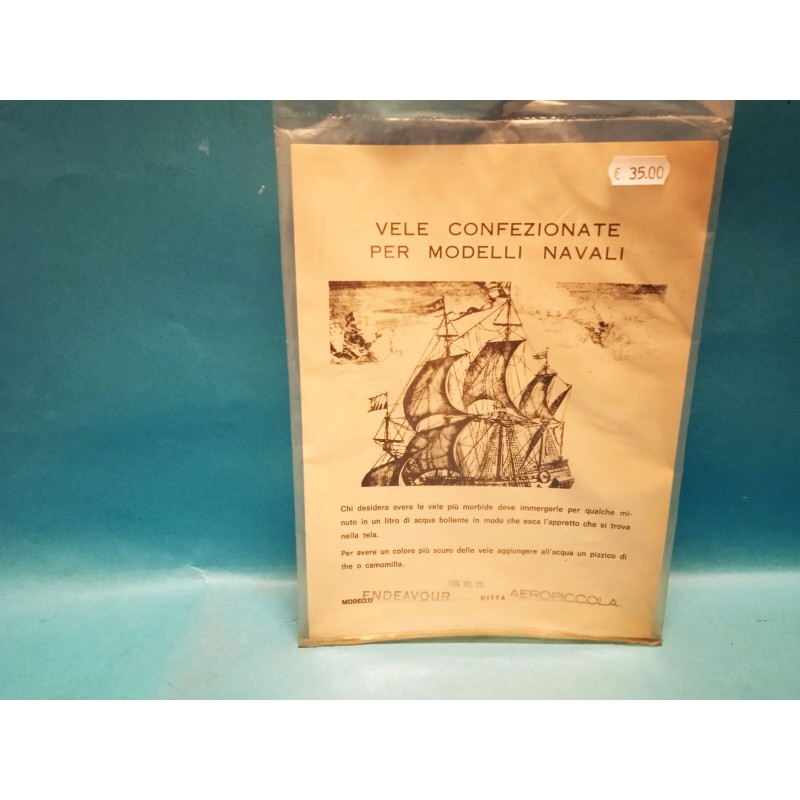 € 35.00
VELE CONFEZIONATE
PER MODELLI NAVALI
Chi desidera avere le vele più morbide deve immergerle per qualche mi-
nuto in un litro di acqua bollente in modo che esca l'appretto che si trova
nella tela.
Per avere un colore più scuro delle vele aggiungere all'acqua un pizzico di
the o camomilla.
MODELLO ENDEAVOUR DITTA AEROPICCOLA